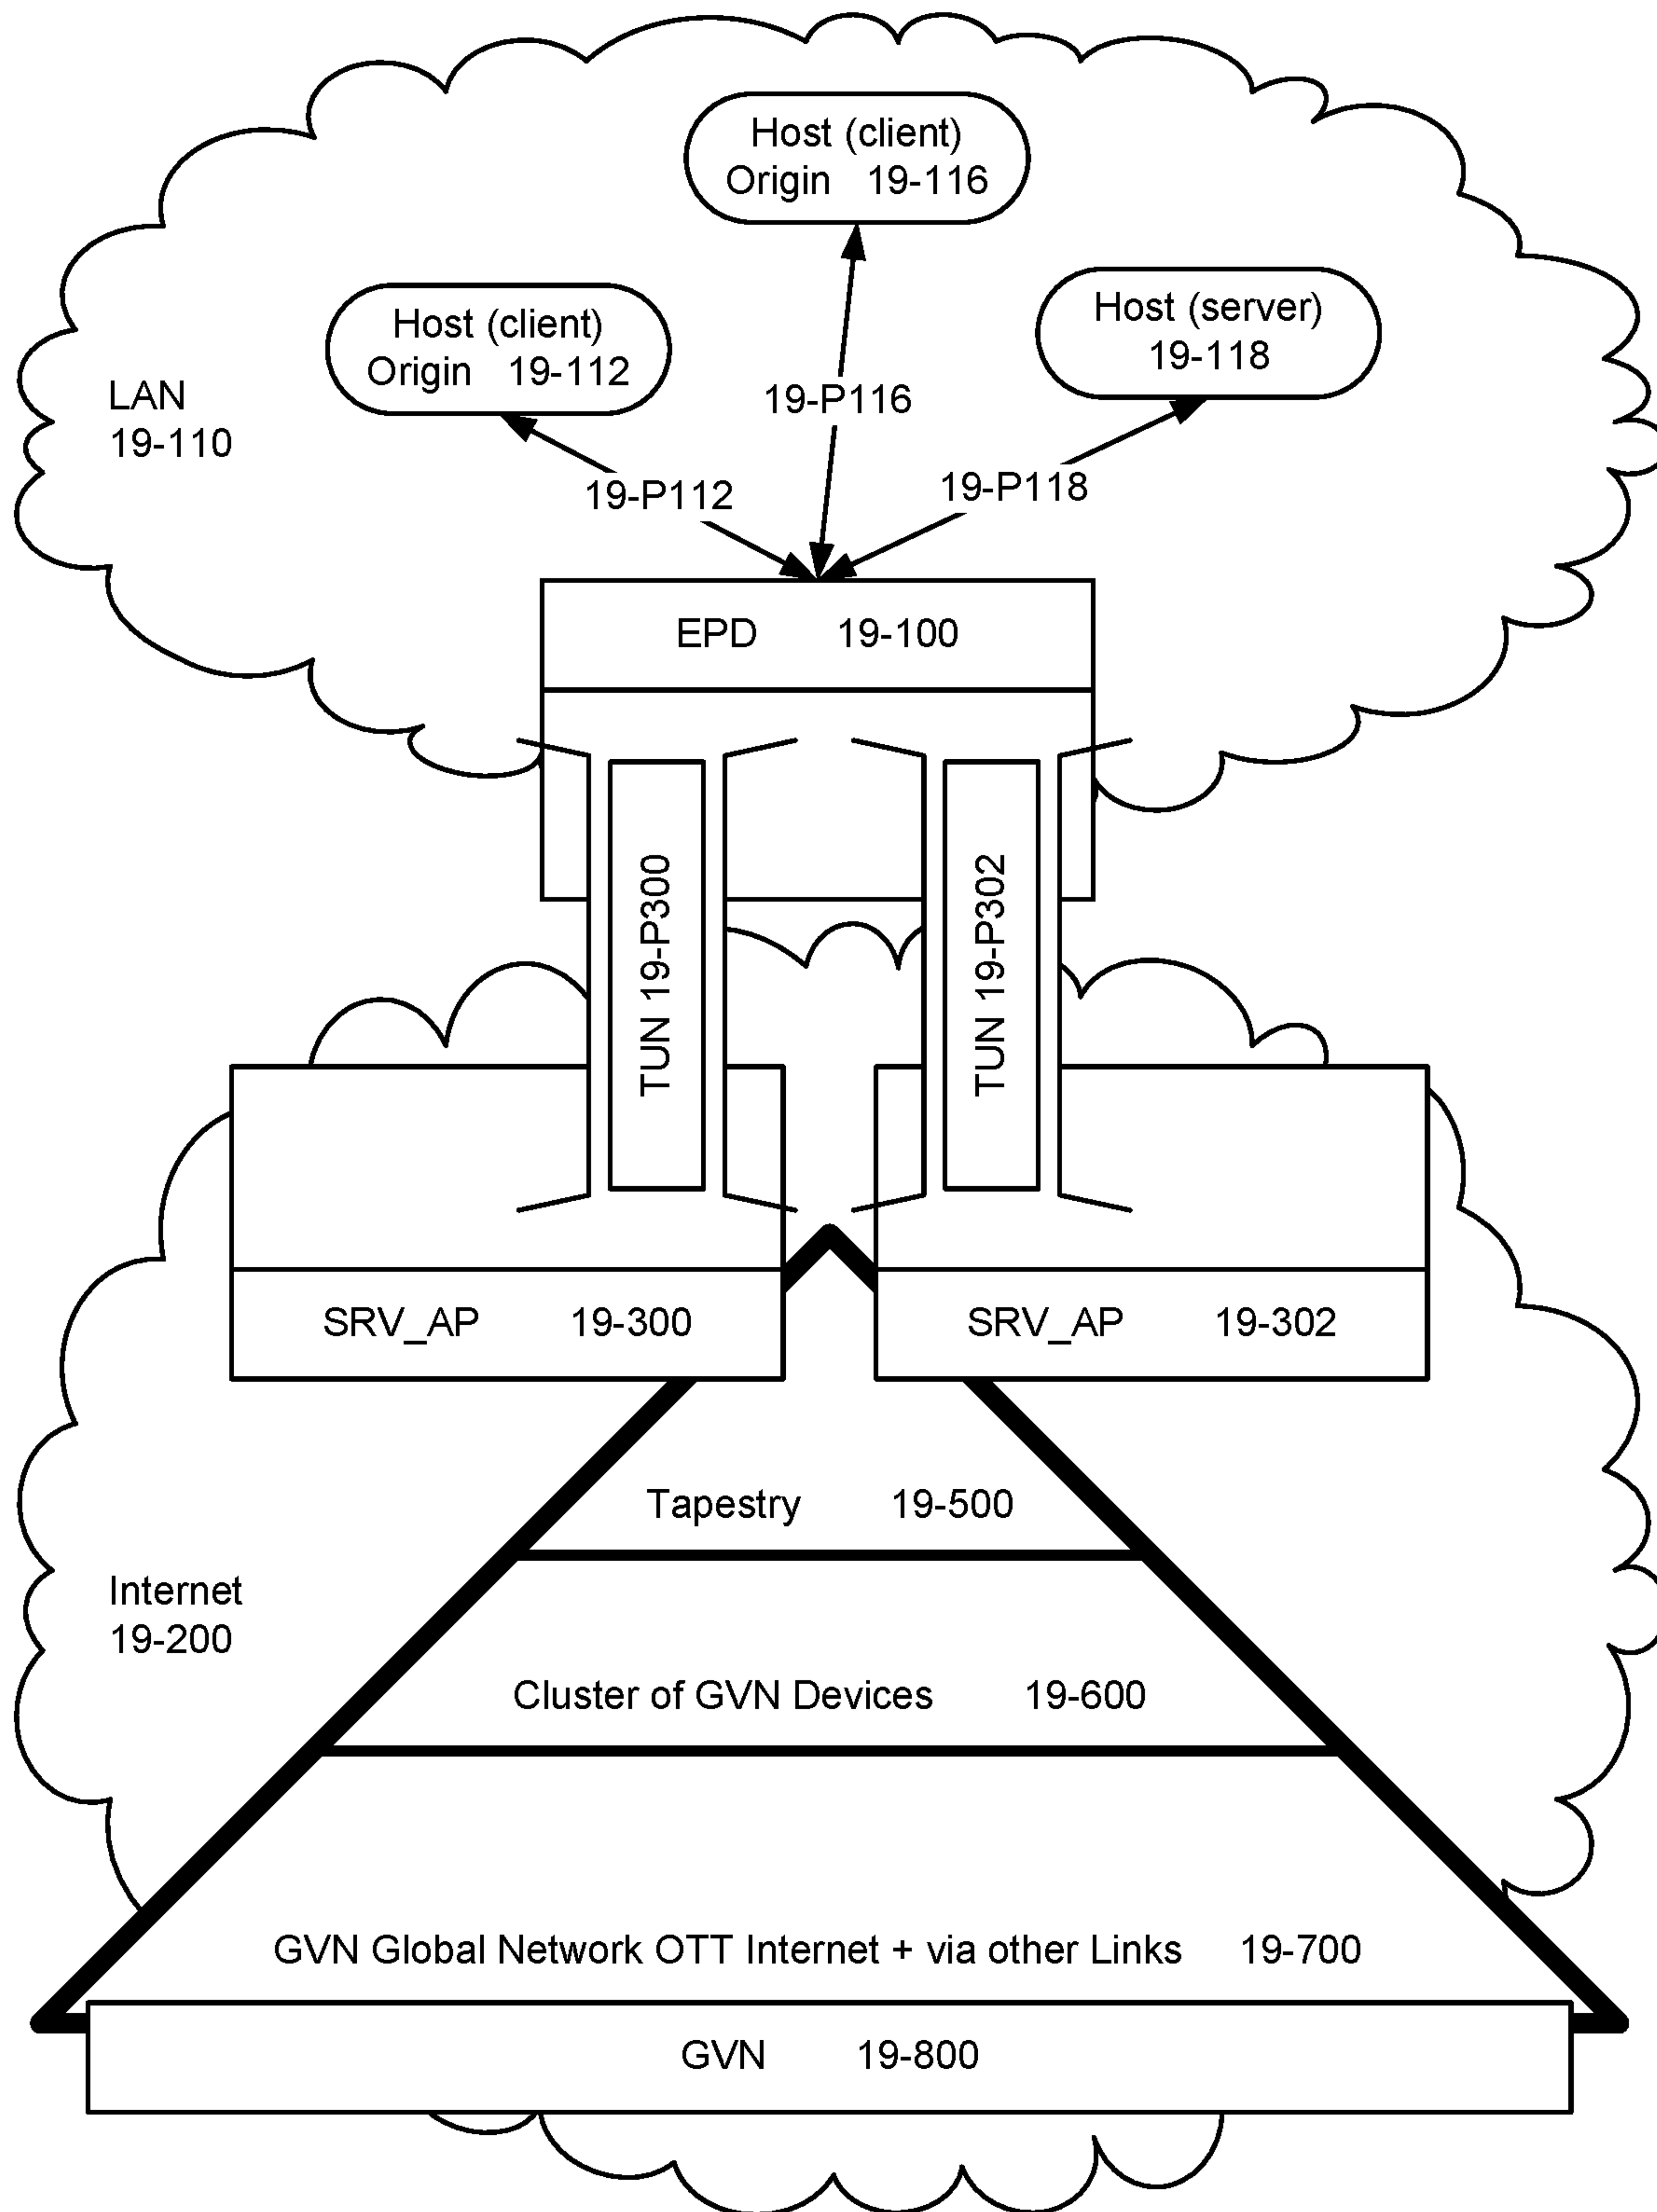 Host (client)
Origin 19-116
Host (client)
Origin 19-112
Host (server)
19-118
LAN
19-110
19-P116
19-P112
19-P118
EPD 19-100
TUN 19-P300
TUN 19-P302
SRV_AP 19-300
SRV_AP 19-302
Tapestry 19-500
Internet
19-200
Cluster of GVN Devices 19-600
GVN Global Network OTT Internet + via other Links 19-700
GVN 19-800